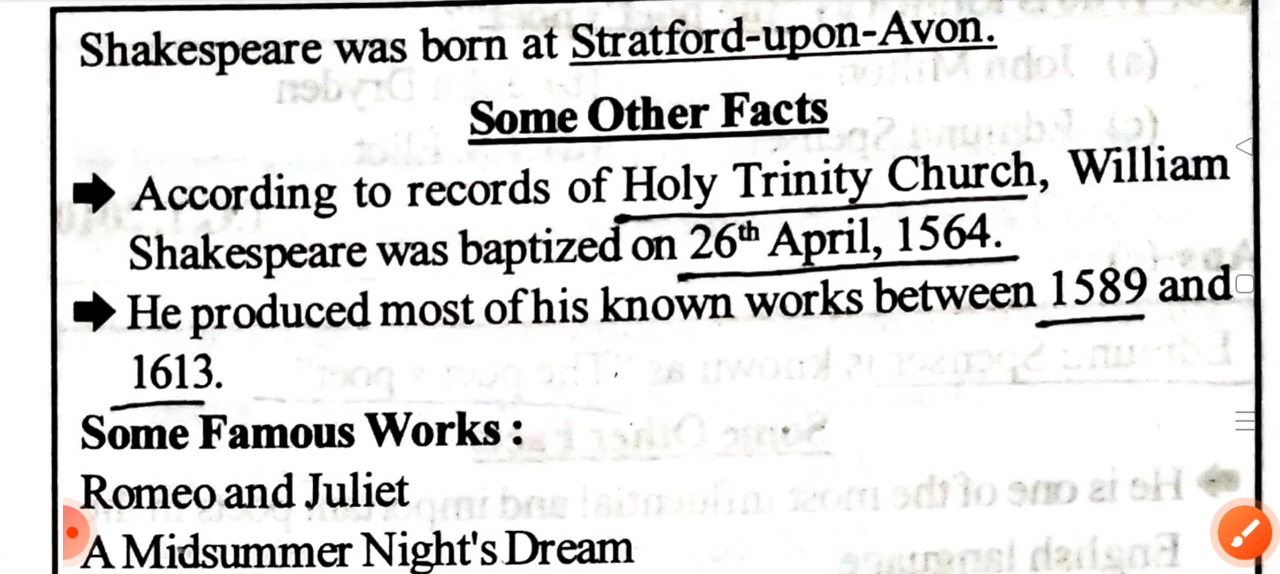 Shakespeare was born at Stratford-upon-Avon.
Some Other Facts
According to records of Holy Trinity Church, William
Shakespeare was baptized on 26th April, 1564.
He produced most of his known works between 1589 and
1613.
Some Famous Works :
Romeo and Juliet
A Midsummer Night's Dream